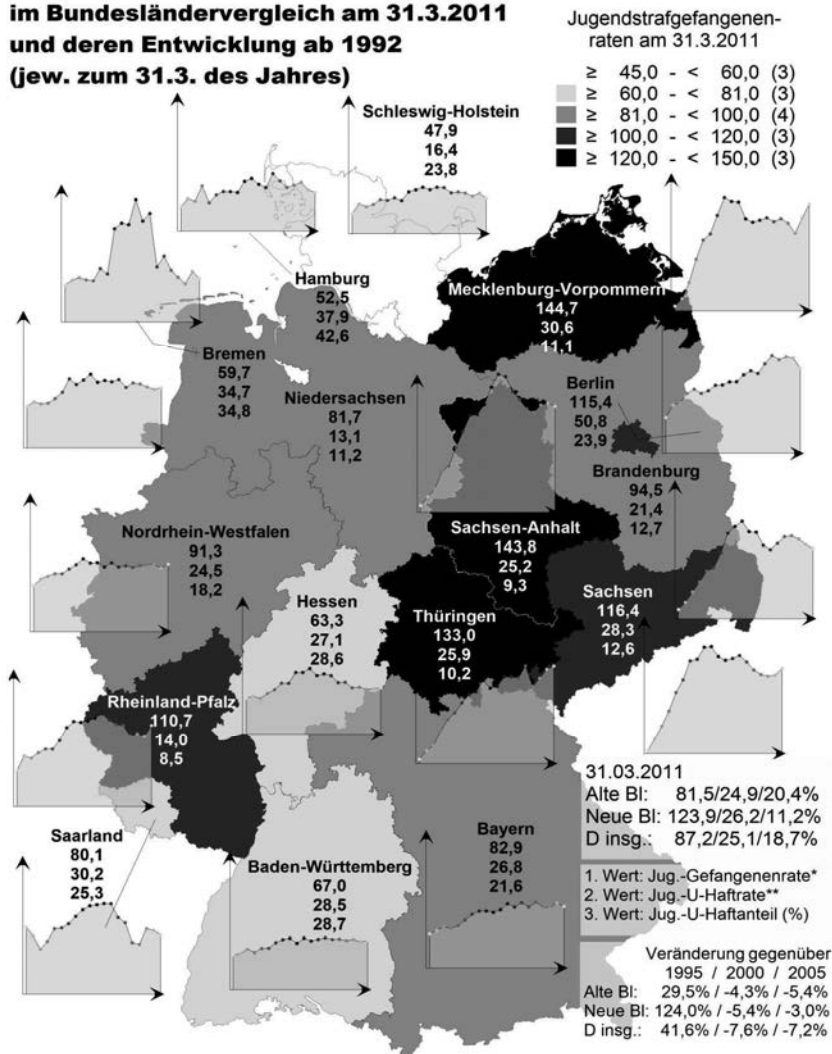 im Bundesländervergleich am 31.3.2011
und deren Entwicklung ab 1992
(jew. zum 31.3. des Jahres)
Jugendstrafgefangenen-
raten am 31.3.2011
≥ 45,0 - < 60,0 (3)
≥ 60,0 - < 81,0 (3)
≥ 81,0 - < 100,0 (4)
≥ 100,0 - < 120,0 (3)
≥ 120,0 - < 150,0 (3)
Schleswig-Holstein
47,9
16,4
23,8
Hamburg
52,5
37,9
42,6
Mecklenburg-Vorpommern
144,7
30,6
11,1
Bremen
59,7
34,7
34,8
Niedersachsen
81,7
13,1
11,2
Berlin
115,4
50,8
23,9
Brandenburg
94,5
21,4
12,7
Nordrhein-Westfalen
91,3
24,5
18,2
Sachsen-Anhalt
143,8
25,2
9,3
Hessen
63,3
27,1
28,6
Thüringen
133,0
25,9
10,2
Sachsen
116,4
28,3
12,6
Rheinland-Pfalz
110,7
14,0
8,5
Saarland
80,1
30,2
25,3
Baden-Württemberg
67,0
28,5
28,7
Bayern
82,9
26,8
21,6
31.03.2011
Alte Bl: 81,5/24,9/20,4%
Neue Bl: 123,9/26,2/11,2%
D insg.: 87,2/25,1/18,7%
1. Wert: Jug.-Gefangenenrate*
2. Wert: Jug.-U-Haftrate**
3. Wert: Jug.-U-Haftanteil (%)
Veränderung gegenüber
1995 / 2000 / 2005
Alte Bl: 29,5% / -4,3% / -5,4%
Neue Bl: 124,0% / -5,4% / -3,0%
D insg.: 41,6% / -7,6% / -7,2%